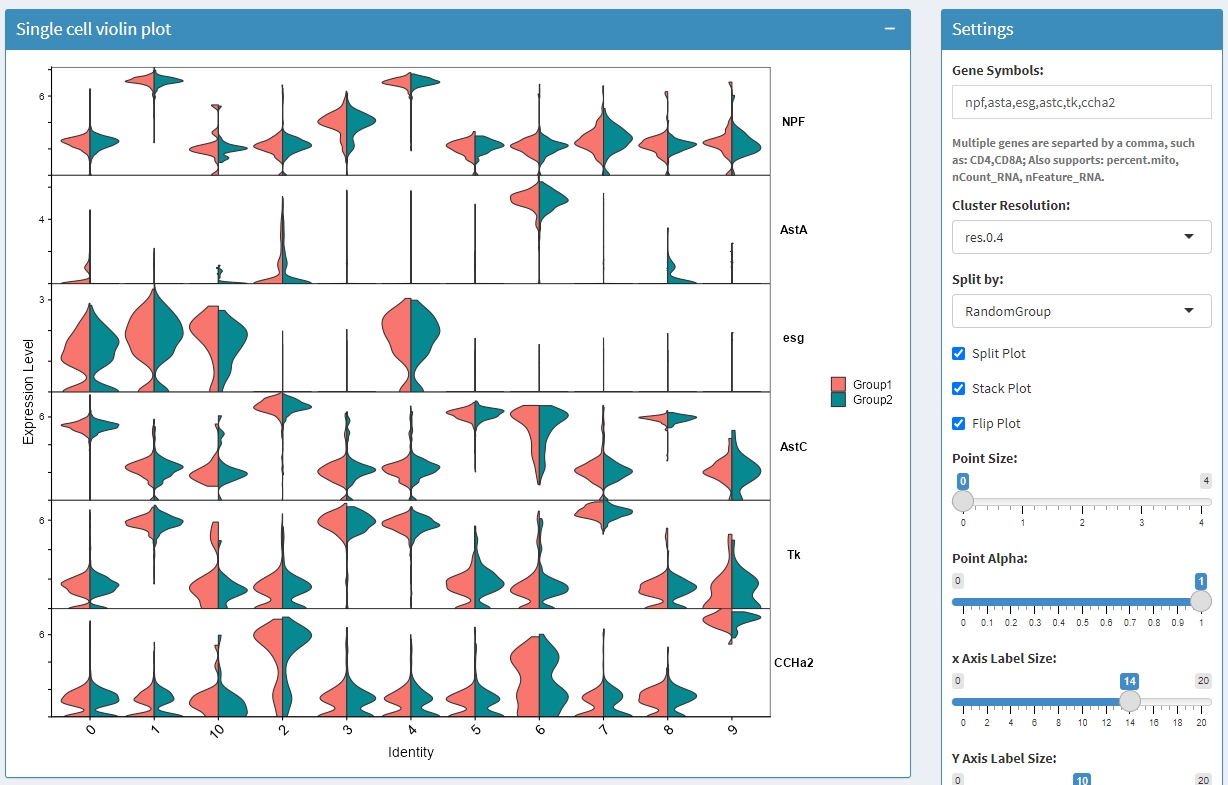 Single cell violin plot
−
6
NPF
4
AstA
3
esg
6
AstC
6
Tk
6
CCHa2
Expression Level
0 1 10 2 3 4 5 6 7 8 9
Identity
Group1
Group2
Settings
Gene Symbols:
npf,asta,esg,astc,tk,ccha2
Multiple genes are separted by a comma, such
as: CD4,CD8A; Also supports: percent.mito,
nCount_RNA, nFeature_RNA.
Cluster Resolution:
res.0.4
Split by:
RandomGroup
Split Plot
Stack Plot
Flip Plot
Point Size:
0 4
0 1 2 3 4
Point Alpha:
0 1
0 0.1 0.2 0.3 0.4 0.5 0.6 0.7 0.8 0.9 1
x Axis Label Size:
0 14 20
0 2 4 6 8 10 12 14 16 18 20
Y Axis Label Size:
0 10 20